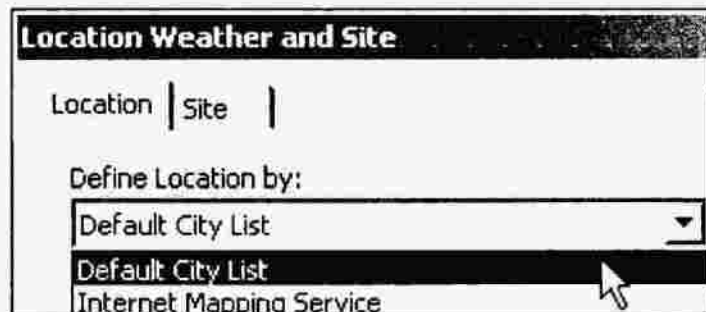 Location Weather and Site
Location Site
Define Location by:
Default City List
Default City List
Internet Mapping Service